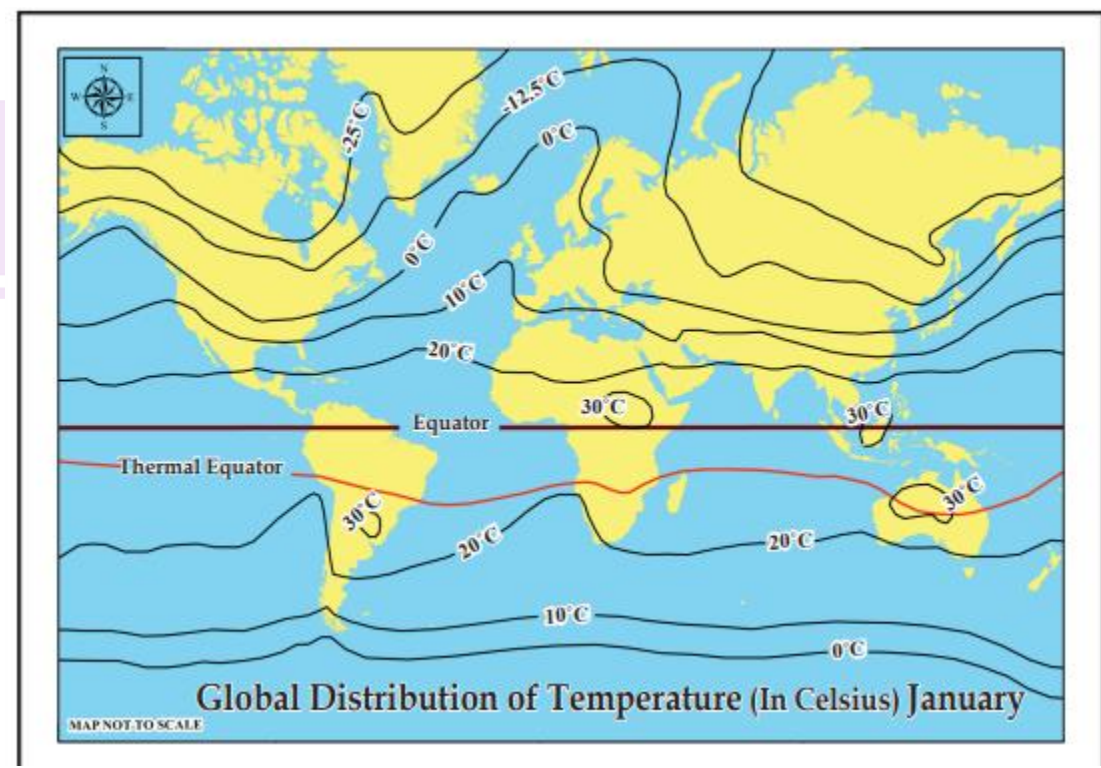 N
W E
S
-25°C
-12.5°C
0°C
0°C
10°C
20°C
30°C
30°C
Equator
Thermal Equator
30°C
30°C
20°C
20°C
10°C
0°C
Global Distribution of Temperature (In Celsius) January
MAP NOT TO SCALE